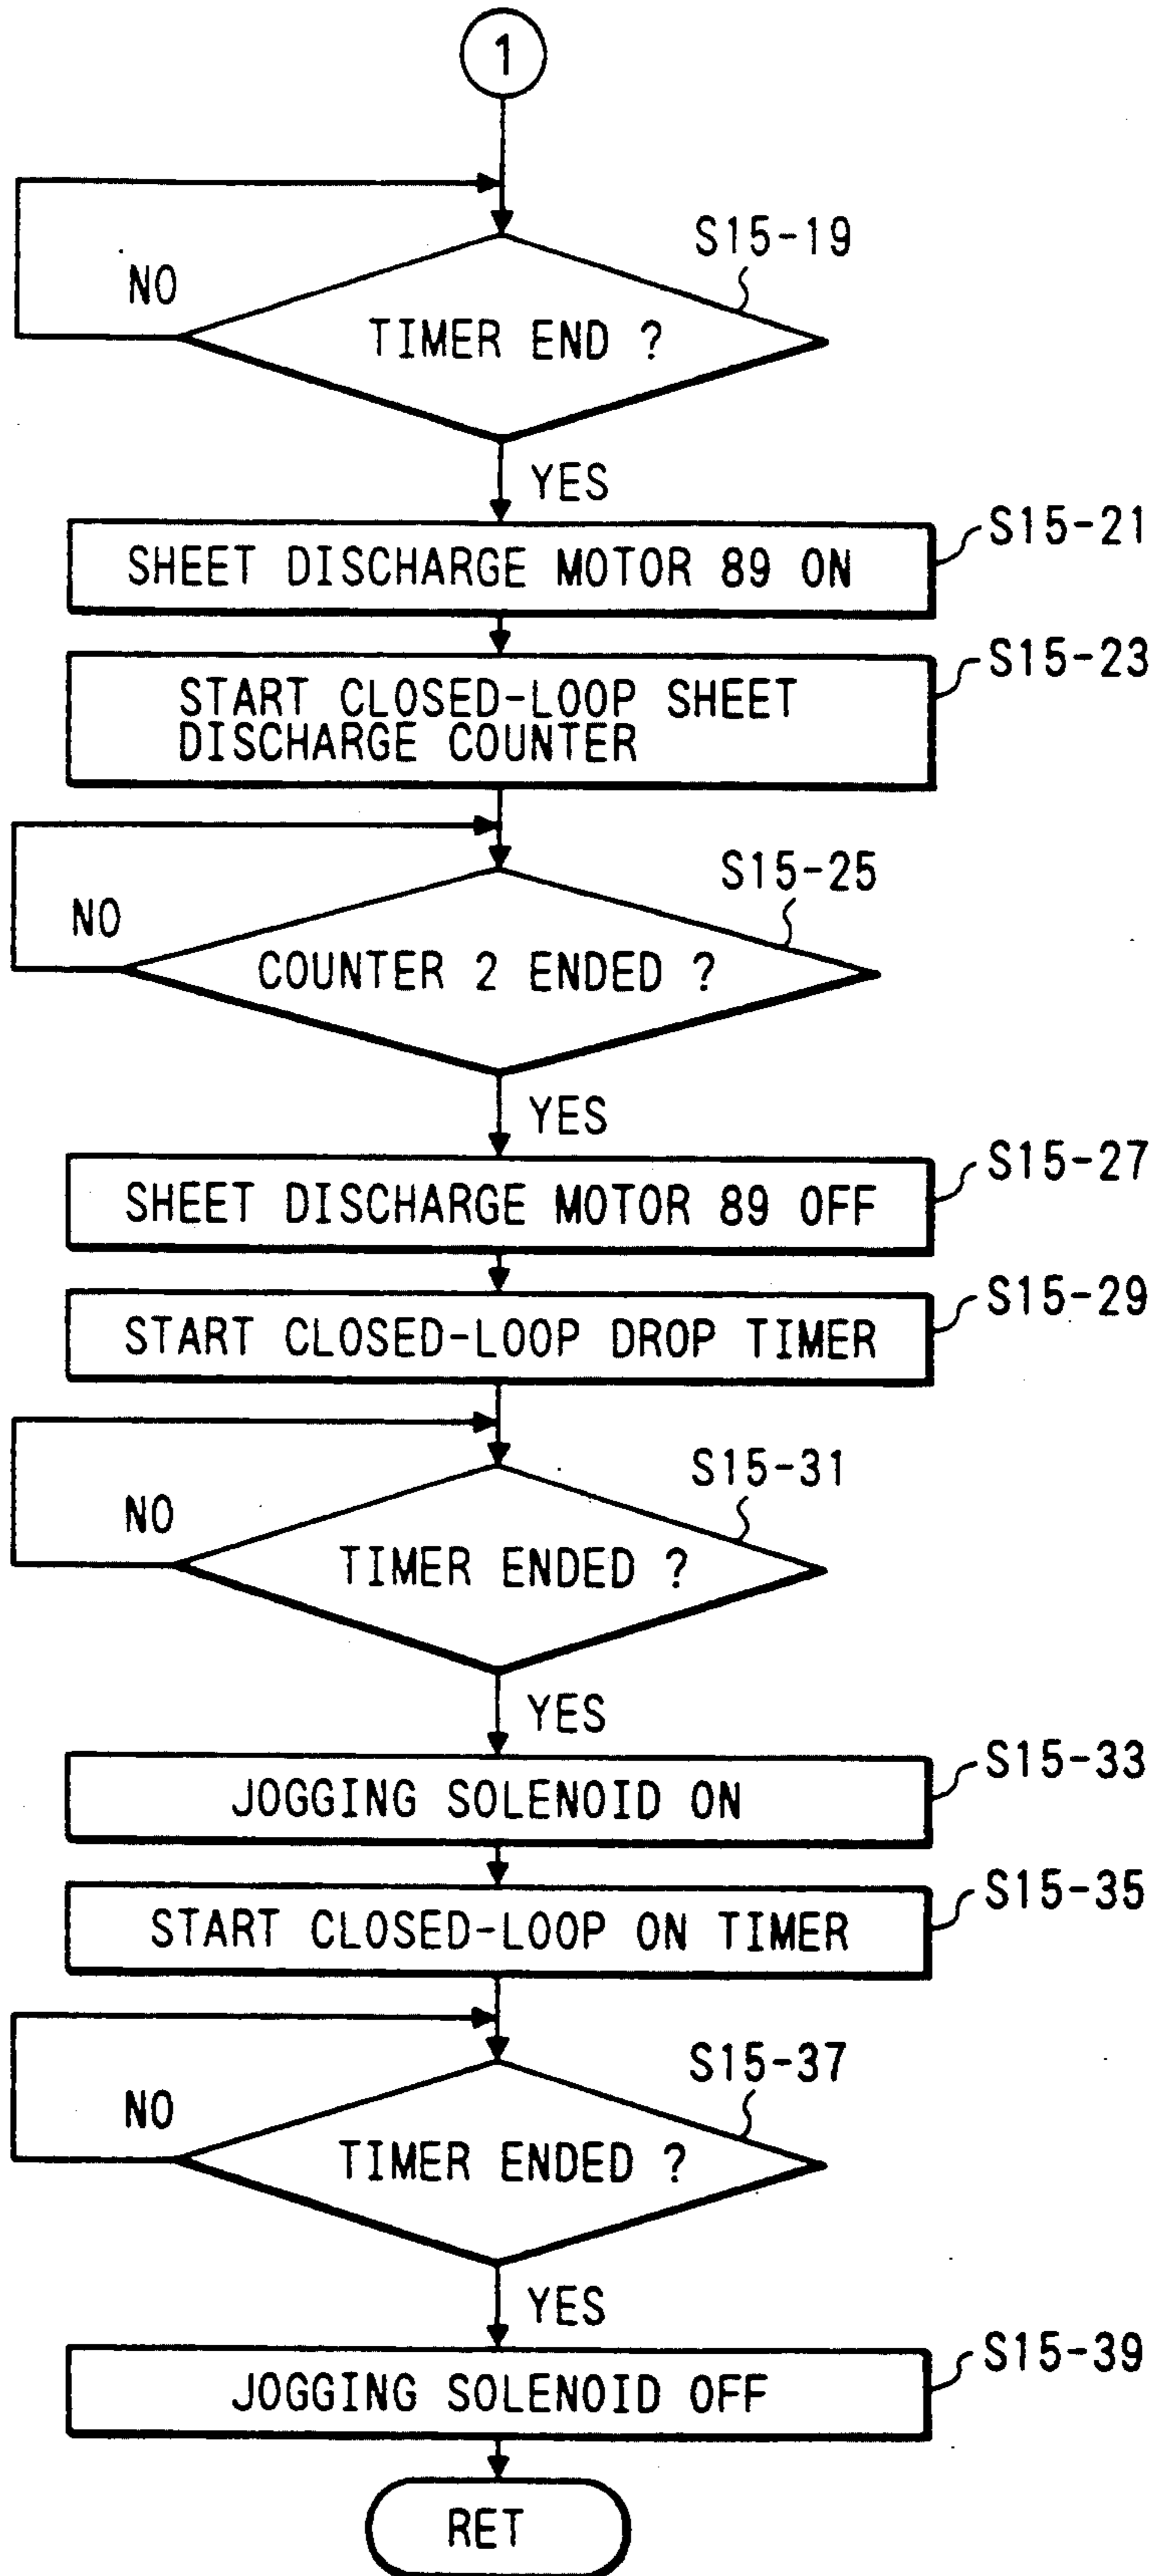 1
S15-19
NO
TIMER END ?
YES
S15-21
SHEET DISCHARGE MOTOR 89 ON
S15-23
START CLOSED-LOOP SHEET
DISCHARGE COUNTER
S15-25
NO
COUNTER 2 ENDED ?
YES
S15-27
SHEET DISCHARGE MOTOR 89 OFF
S15-29
START CLOSED-LOOP DROP TIMER
S15-31
NO
TIMER ENDED ?
YES
S15-33
JOGGING SOLENOID ON
S15-35
START CLOSED-LOOP ON TIMER
S15-37
NO
TIMER ENDED ?
YES
S15-39
JOGGING SOLENOID OFF
RET